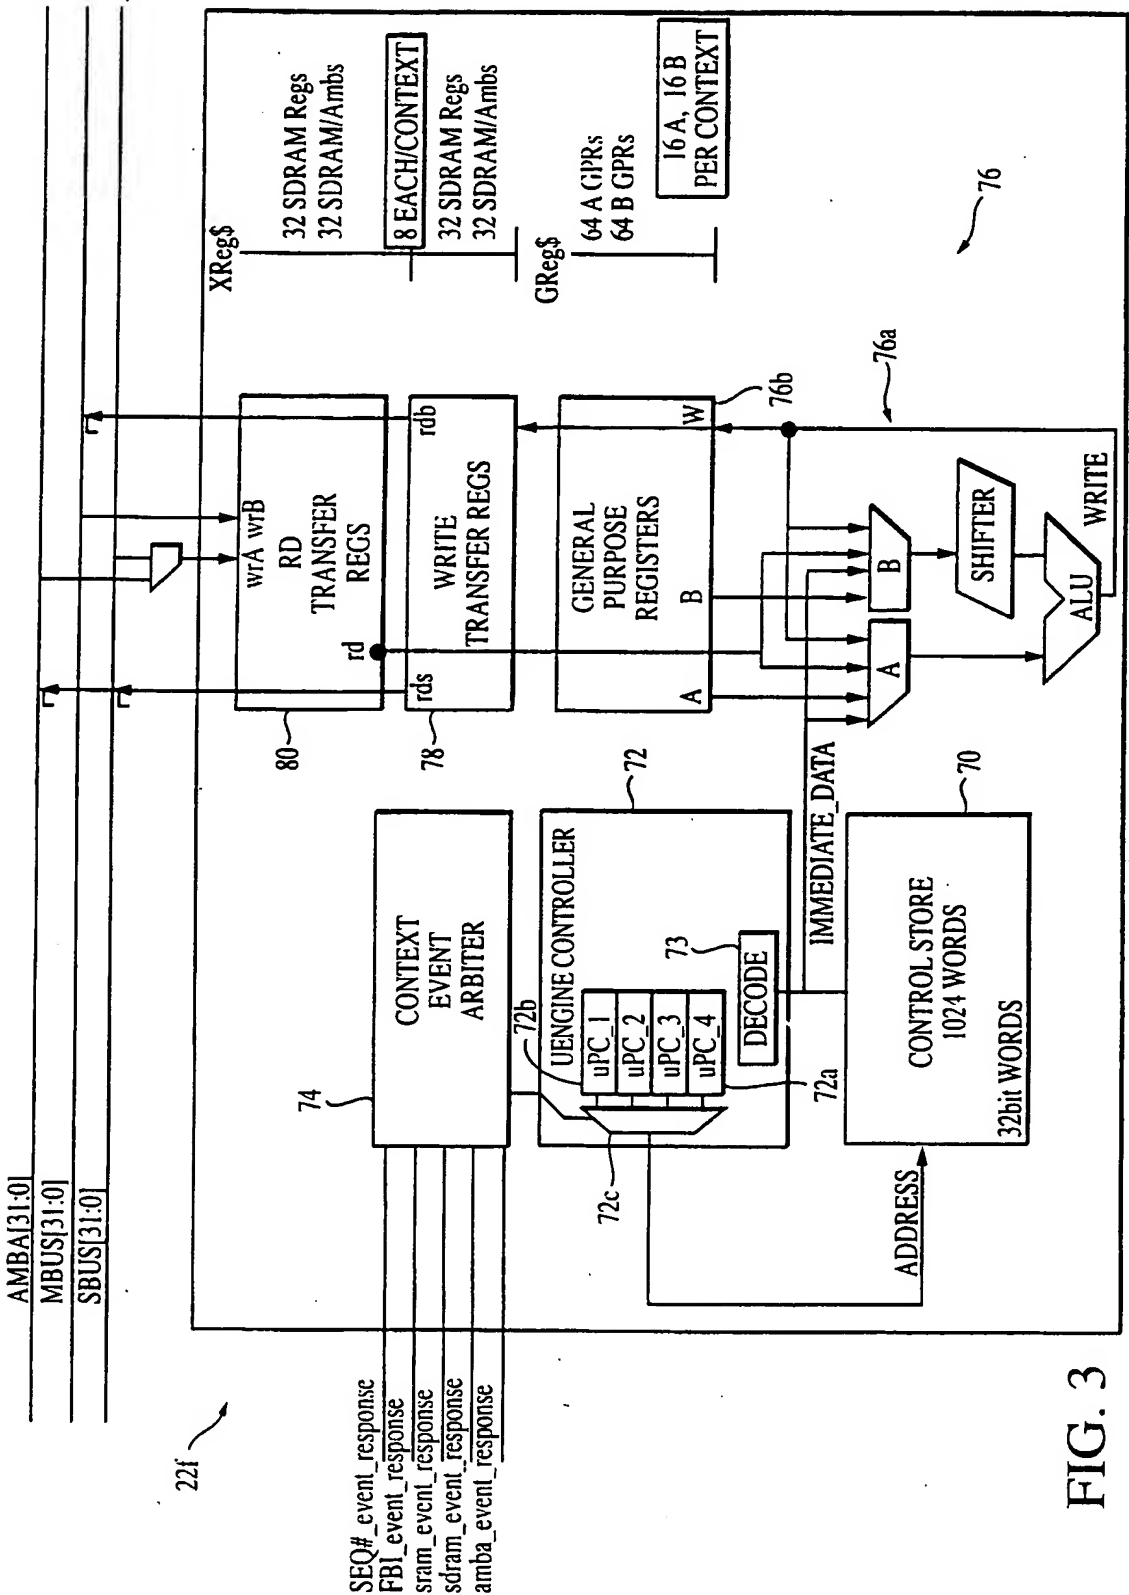 AMBA[31:0]
MBUS[31:0]
SBUS[31:0]
22f
SEQ#_event_response
FBI_event_response
sram_event_response
sdram_event_response
amba_event_response
74
CONTEXT
EVENT
ARBITER
72
UENGINE CONTROLLER
72b
uPC_1
uPC_2
uPC_3
uPC_4
72a
72c
73
DECODE
IMMEDIATE_DATA
ADDRESS
70
CONTROL STORE
1024 WORDS
32bit WORDS
80
wrA wrB
RD
TRANSFER
REGS
rd
78
rds
rdb
WRITE
TRANSFER REGS
GENERAL
PURPOSE
REGISTERS
A
B
W
76b
76a
A
B
SHIFTER
ALU
WRITE
XReg$
32 SDRAM Regs
32 SDRAM/Ambs
8 EACH/CONTEXT
32 SDRAM Regs
32 SDRAM/Ambs
GReg$
64 A GPRs
64 B GPRs
16 A, 16 B
PER CONTEXT
76
FIG. 3